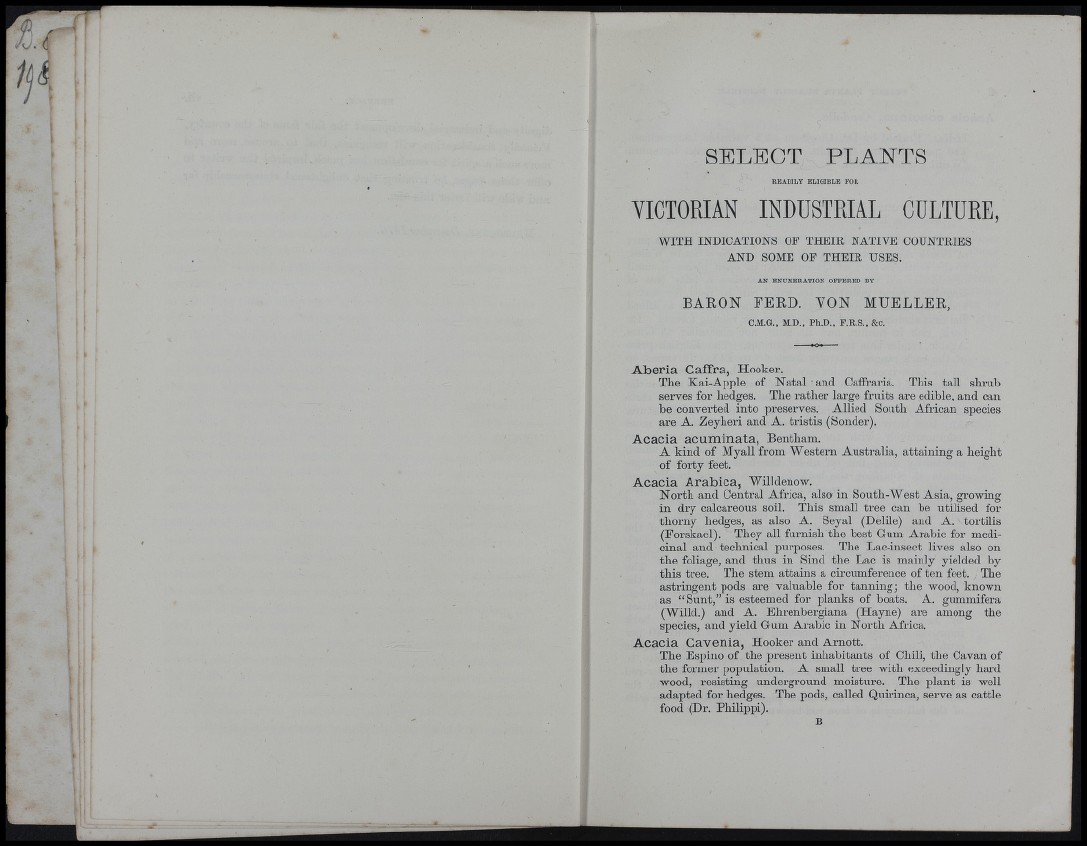 B.
198
SELECT PLANTS
READILY ELIGIBLE FOR
VICTORIAN INDUSTRIAL CULTURE,
WITH INDICATIONS OF THEIR NATIVE COUNTRIES
AND SOME OF THEIR USES.
AN ENUMERATION OFFERED BY
BARON FERD. VON MUELLER,
C.M.G., M.D., Ph.D., F.R.S., &c.
Aberia Caffra, Hooker.
The Kai-Apple of Natal and Caffraria. This tall shrub
serves for hedges. The rather large fruits are edible, and can
be converted into preserves. Allied South African species
are A. Zeyheri and A. tristis (Sonder).
Acacia acuminata, Bentham.
A kind of Myall from Western Australia, attaining a height
of forty feet.
Acacia Arabica, Willdenow.
North and Central Africa, also in South-West Asia, growing
in dry calcareous soil. This small tree can be utilised for
thorny hedges, as also A. Seyal (Delile) and A. tortilis
(Forskael). They all furnish the best Gum Arabic for medi-
cinal and technical purposes. The Lac-insect lives also on
the foliage, and thus in Sind the Lac is mainly yielded by
this tree. The stem attains a circumference of ten feet. The
astringent pods are valuable for tanning; the wood, known
as "Sunt," is esteemed for planks of boats. A. gummifera
(Willd.) and A. Ehrenbergiana (Hayne) are among the
species, and yield Gum Arabic in North Africa.
Acacia Cavenia, Hooker and Arnott.
The Espino of the present inhabitants of Chili, the Cavan of
the former population. A small tree with exceedingly hard
wood, resisting underground moisture. The plant is well
adapted for hedges. The pods, called Quirinca, serve as cattle
food (Dr. Philippi).
B